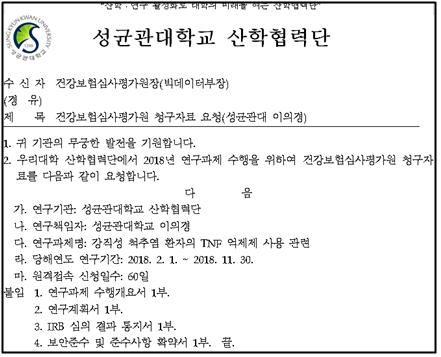 "산학·연구 활성화로 대학의 미래를 여는 산학협력단"
SUNG KYUN KWAN UNIVERSITY
1398
성균관대학교 산학협력단
수 신 자 건강보험심사평가원장(빅데이터부장)
(경 유)
제 목 건강보험심사평가원 청구자료 요청(성균관대 이의경)
1. 귀 기관의 무궁한 발전을 기원합니다.
2. 우리대학 산학협력단에서 2018년 연구과제 수행을 위하여 건강보험심사평가원 청구자
료를 다음과 같이 요청합니다.
다 음
가. 연구기관: 성균관대학교 산학협력단
나. 연구책임자: 성균관대학교 이의경
다. 연구과제명: 강직성 척추염 환자의 TNF 억제제 사용 관련
라. 당해연도 연구기간: 2018. 2. 1. ~ 2018. 11. 30.
마. 원격접속 신청일수: 60일
붙임 1. 연구과제 수행개요서 1부.
2. 연구계획서 1부.
3. IRB 심의 결과 통지서 1부.
4. 보안준수 및 준수사항 확약서 1부. 끝.